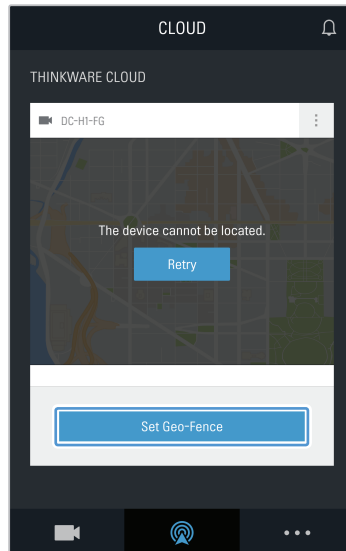 CLOUD
THINKWARE CLOUD
DC-H1-FG
The device cannot be located.
Retry
Set Geo-Fence